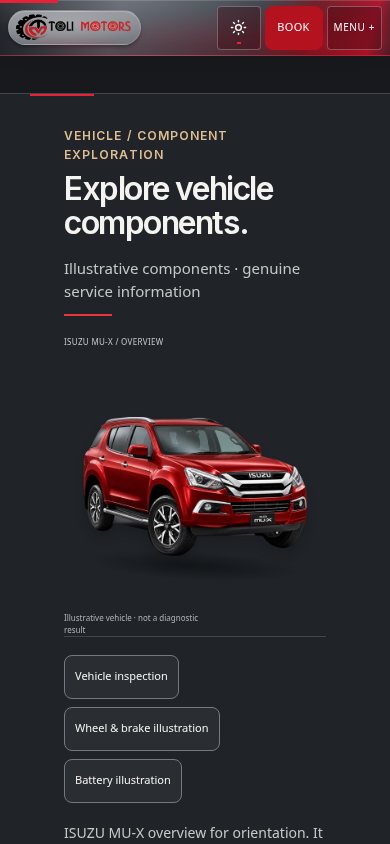 TOLI MOTORS
BOOK
MENU +
VEHICLE / COMPONENT
EXPLORATION
Explore vehicle
components.
Illustrative components · genuine
service information
ISUZU MU-X / OVERVIEW
ISUZU
MU-X
Illustrative vehicle · not a diagnostic
result
Vehicle inspection
Wheel & brake illustration
Battery illustration
ISUZU MU-X overview for orientation. It